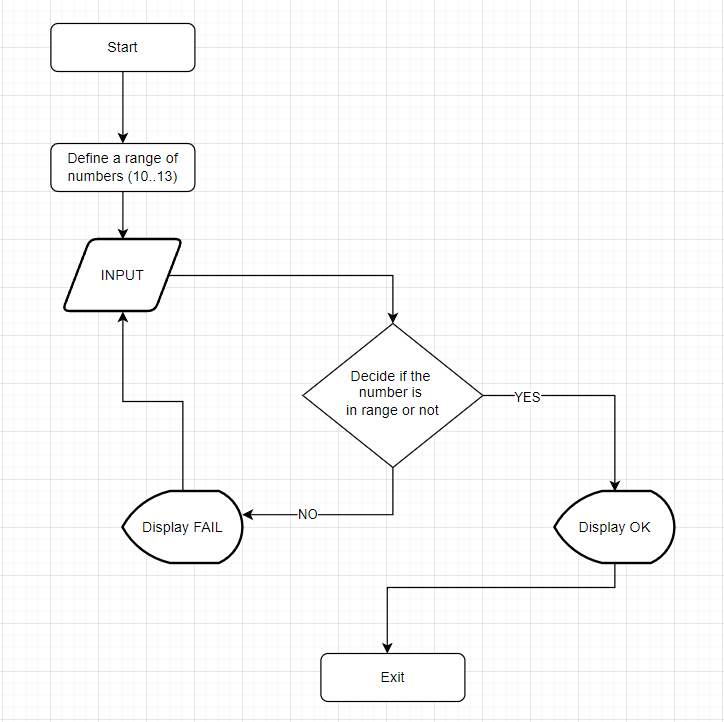 Start
Define a range of
numbers (10..13)
INPUT
Decide if the
number is
in range or not
YES
NO
Display FAIL
Display OK
Exit